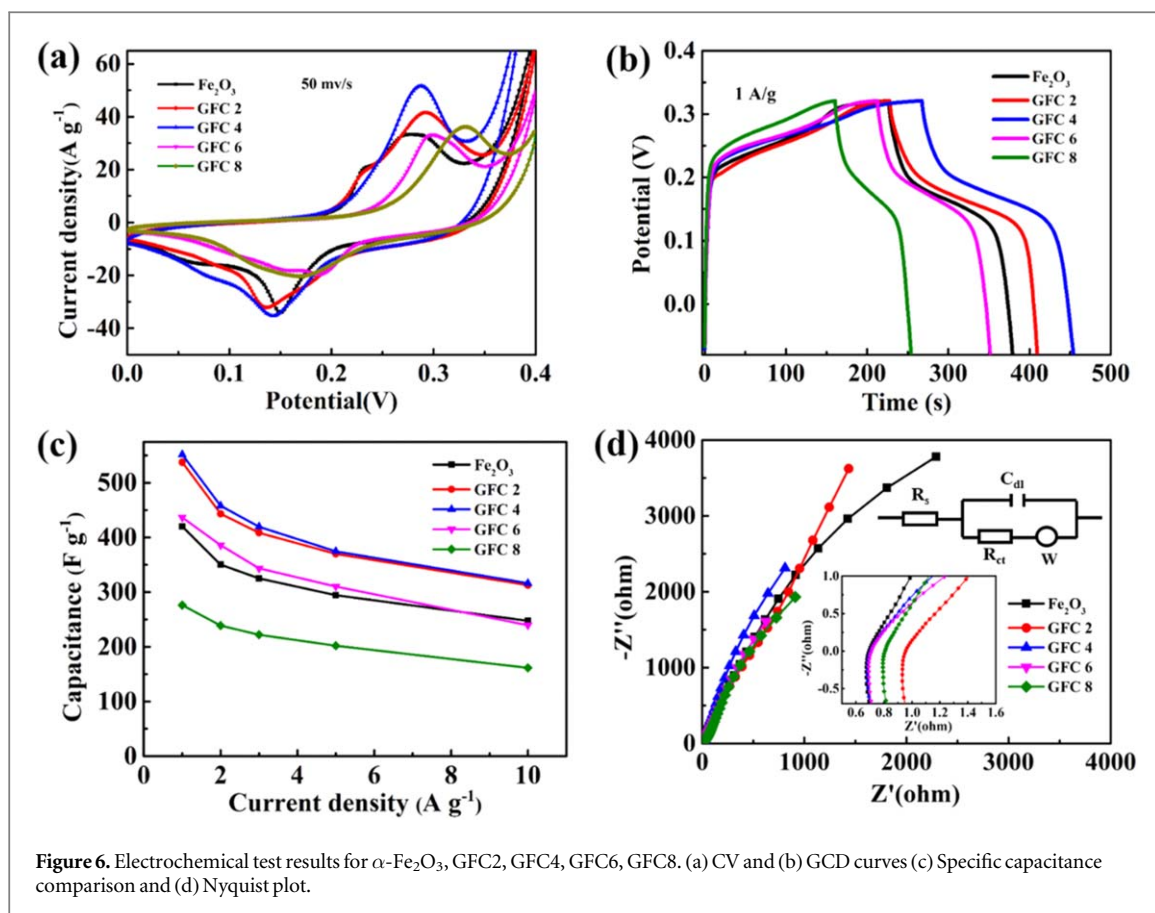 (a)
60
40
20
0
-20
-40
Current density(A g⁻¹)
Fe₂O₃
GFC 2
GFC 4
GFC 6
GFC 8
50 mv/s
0.0 0.1 0.2 0.3 0.4
Potential(V)
(b)
0.4
0.3
0.2
0.1
0.0
Potential (V)
1 A/g
Fe₂O₃
GFC 2
GFC 4
GFC 6
GFC 8
0 100 200 300 400 500
Time (s)
(c)
500
400
300
200
100
0
Capacitance (F g⁻¹)
Fe₂O₃
GFC 2
GFC 4
GFC 6
GFC 8
0 2 4 6 8 10
Current density (A g⁻¹)
(d)
4000
3000
2000
1000
0
-Z''(ohm)
Rₛ
C_dl
R_ct
W
Fe₂O₃
GFC 2
GFC 4
GFC 6
GFC 8
1.0
0.5
0.0
-0.5
-Z''(ohm)
0.6 0.8 1.0 1.2 1.4 1.6
Z'(ohm)
0 1000 2000 3000 4000
Z'(ohm)
Figure 6. Electrochemical test results for α-Fe₂O₃, GFC2, GFC4, GFC6, GFC8. (a) CV and (b) GCD curves (c) Specific capacitance
comparison and (d) Nyquist plot.